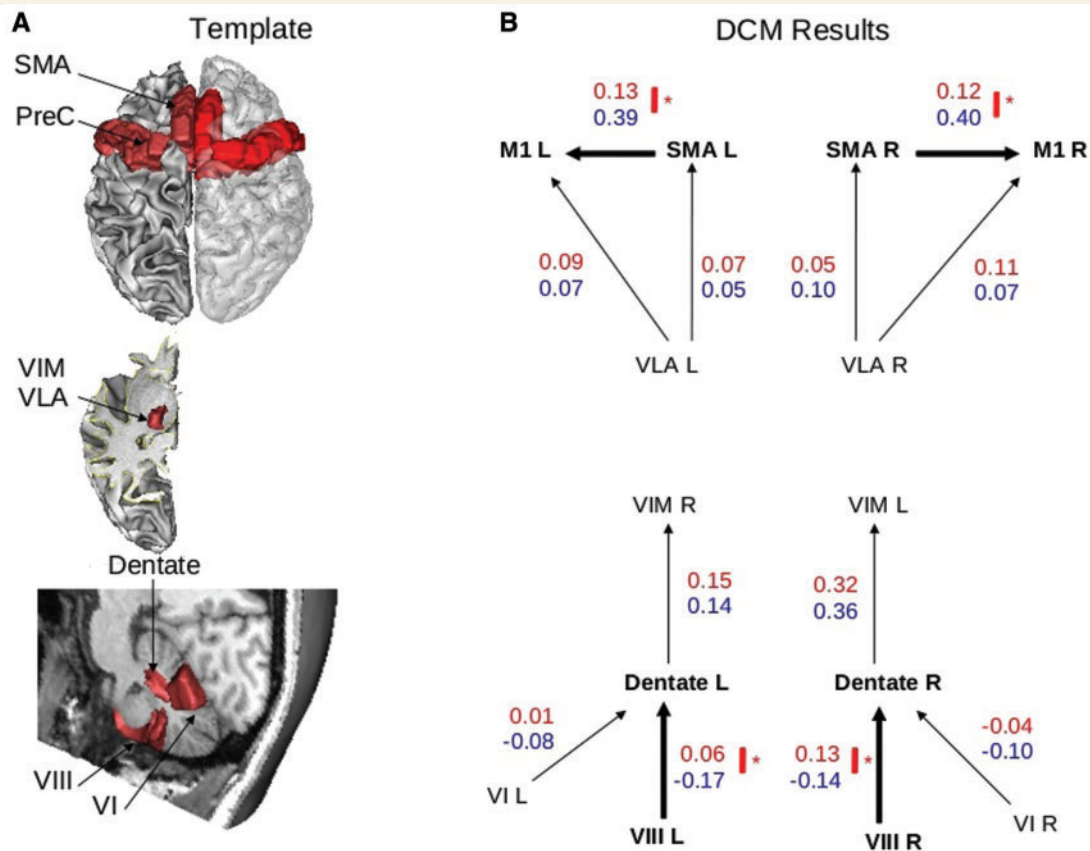 A
Template
SMA
PreC
VIM
VLA
Dentate
VIII
VI
B
DCM Results
0.13 * 0.12 *
0.39 0.40
M1 L SMA L SMA R M1 R
0.09 0.07 0.05 0.11
0.07 0.05 0.10 0.07
VLA L VLA R
VIM R VIM L
0.15 0.32
0.14 0.36
Dentate L Dentate R
0.01 -0.04
-0.08 -0.10
0.06 * 0.13 *
-0.17 -0.14
VI L VI R
VIII L VIII R